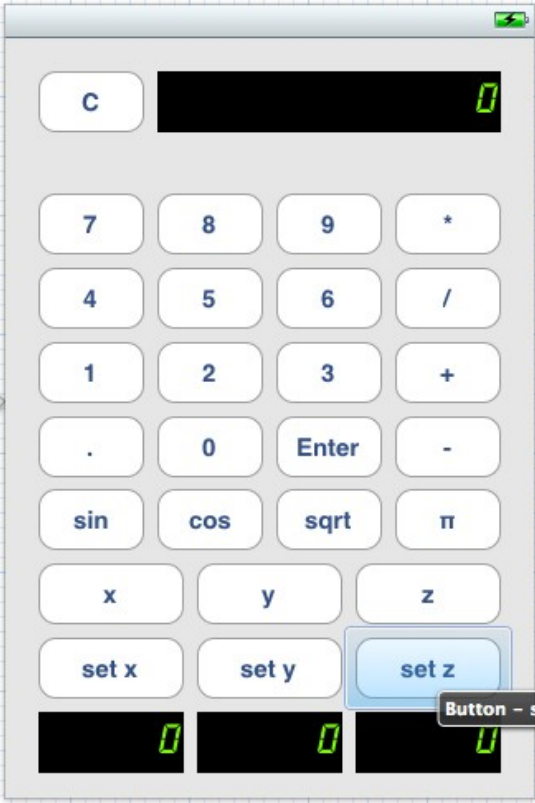 C 0
7 8 9 *
4 5 6 /
1 2 3 +
. 0 Enter -
sin cos sqrt π
x y z
set x set y set z
Button –
0 0 0